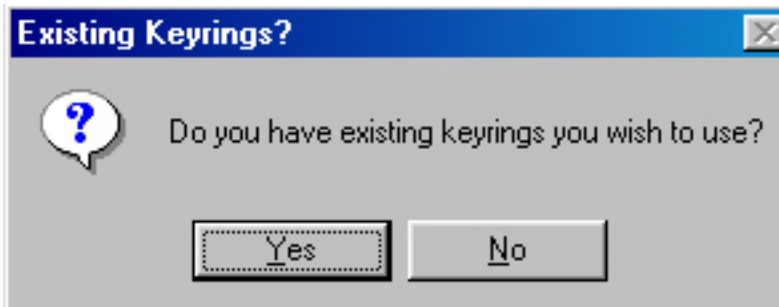 Existing Keyrings?
Do you have existing keyrings you wish to use?
Yes No